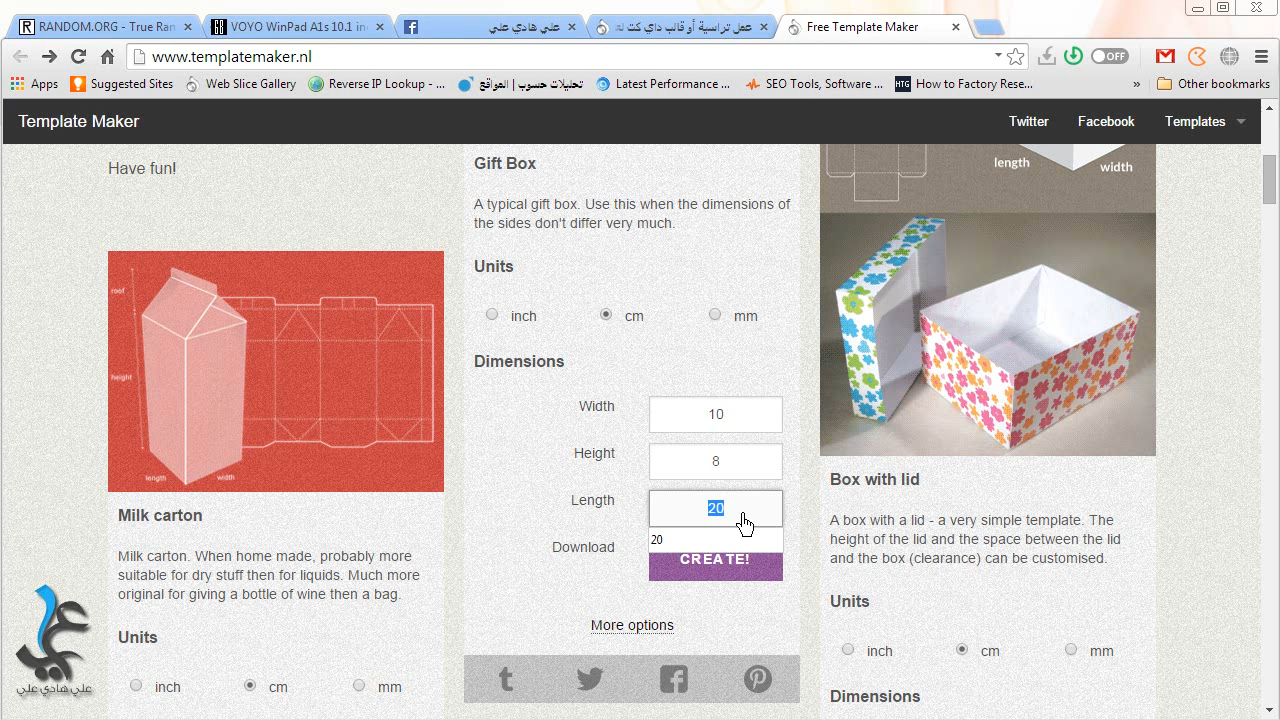 RANDOM.ORG - True Ran
VOYO WinPad A1s 10.1 in
علي هادي علي
عمل تراسية أو قالب داي كت لـ
Free Template Maker
www.templatemaker.nl
OFF
Apps
Suggested Sites
Web Slice Gallery
Reverse IP Lookup - ...
تحليلات حسوب | المواقع
Latest Performance ...
SEO Tools, Software ...
HTG
How to Factory Rese...
»
Other bookmarks
Template Maker
Twitter
Facebook
Templates
Have fun!
roof
height
length
width
Milk carton
Milk carton. When home made, probably more
suitable for dry stuff then for liquids. Much more
original for giving a bottle of wine then a bag.
Units
inch
cm
mm
علي هادي علي
Gift Box
A typical gift box. Use this when the dimensions of
the sides don't differ very much.
Units
inch
cm
mm
Dimensions
Width
10
Height
8
Length
20
20
Download
CREATE!
More options
length
width
Box with lid
A box with a lid - a very simple template. The
height of the lid and the space between the lid
and the box (clearance) can be customised.
Units
inch
cm
mm
Dimensions